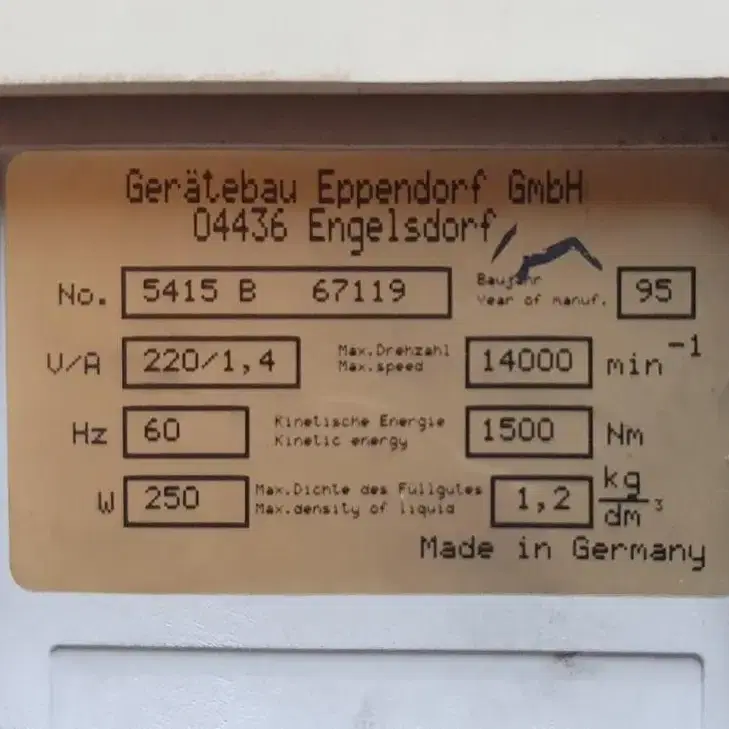 Gerätebau Eppendorf GmbH
04436 Engelsdorf
No. 5415 B 67119 Baujahr 95
Year of manuf.
V/A 220/1,4 Max.Drehzahl 14000 min⁻¹
Max.speed
Hz 60 Kinetische Energie 1500 Nm
Kinetic energy
W 250 Max.Dichte des Füllgutes 1,2 kg/dm³
Max.density of liquid
Made in Germany